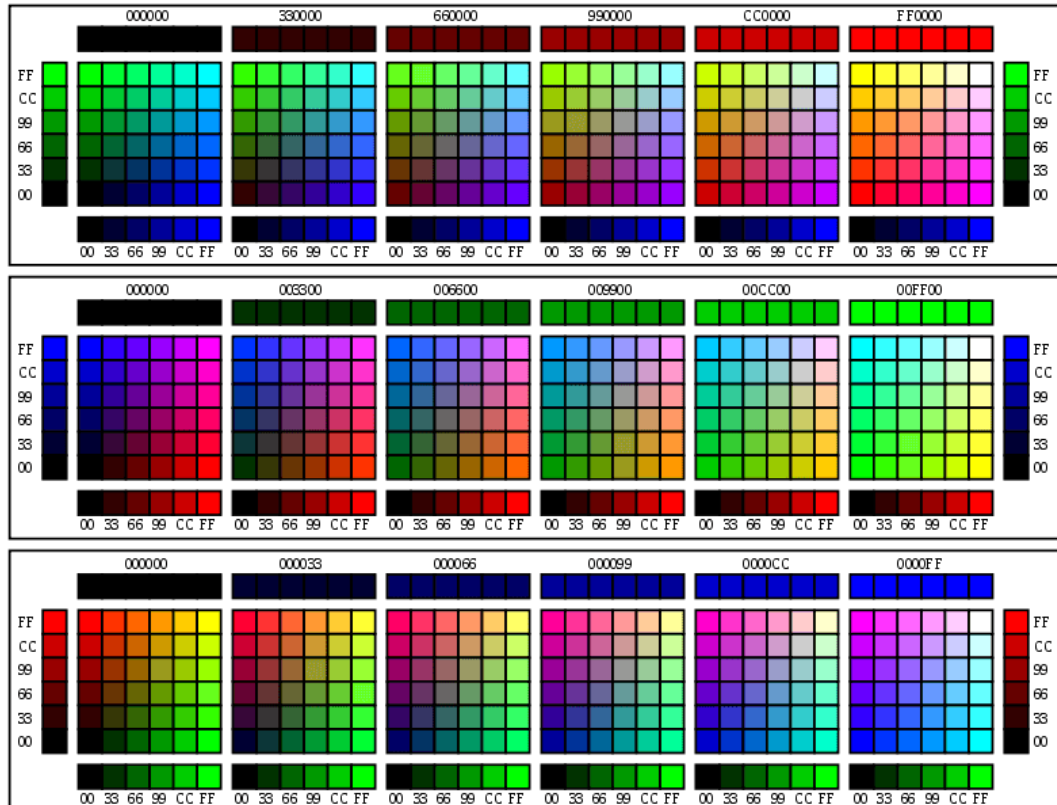 000000 330000 660000 990000 CC0000 FF0000
FF FF
CC CC
99 99
66 66
33 33
00 00
00 33 66 99 CC FF 00 33 66 99 CC FF 00 33 66 99 CC FF 00 33 66 99 CC FF 00 33 66 99 CC FF 00 33 66 99 CC FF
000000 003300 006600 009900 00CC00 00FF00
FF FF
CC CC
99 99
66 66
33 33
00 00
00 33 66 99 CC FF 00 33 66 99 CC FF 00 33 66 99 CC FF 00 33 66 99 CC FF 00 33 66 99 CC FF 00 33 66 99 CC FF
000000 000033 000066 000099 0000CC 0000FF
FF FF
CC CC
99 99
66 66
33 33
00 00
00 33 66 99 CC FF 00 33 66 99 CC FF 00 33 66 99 CC FF 00 33 66 99 CC FF 00 33 66 99 CC FF 00 33 66 99 CC FF